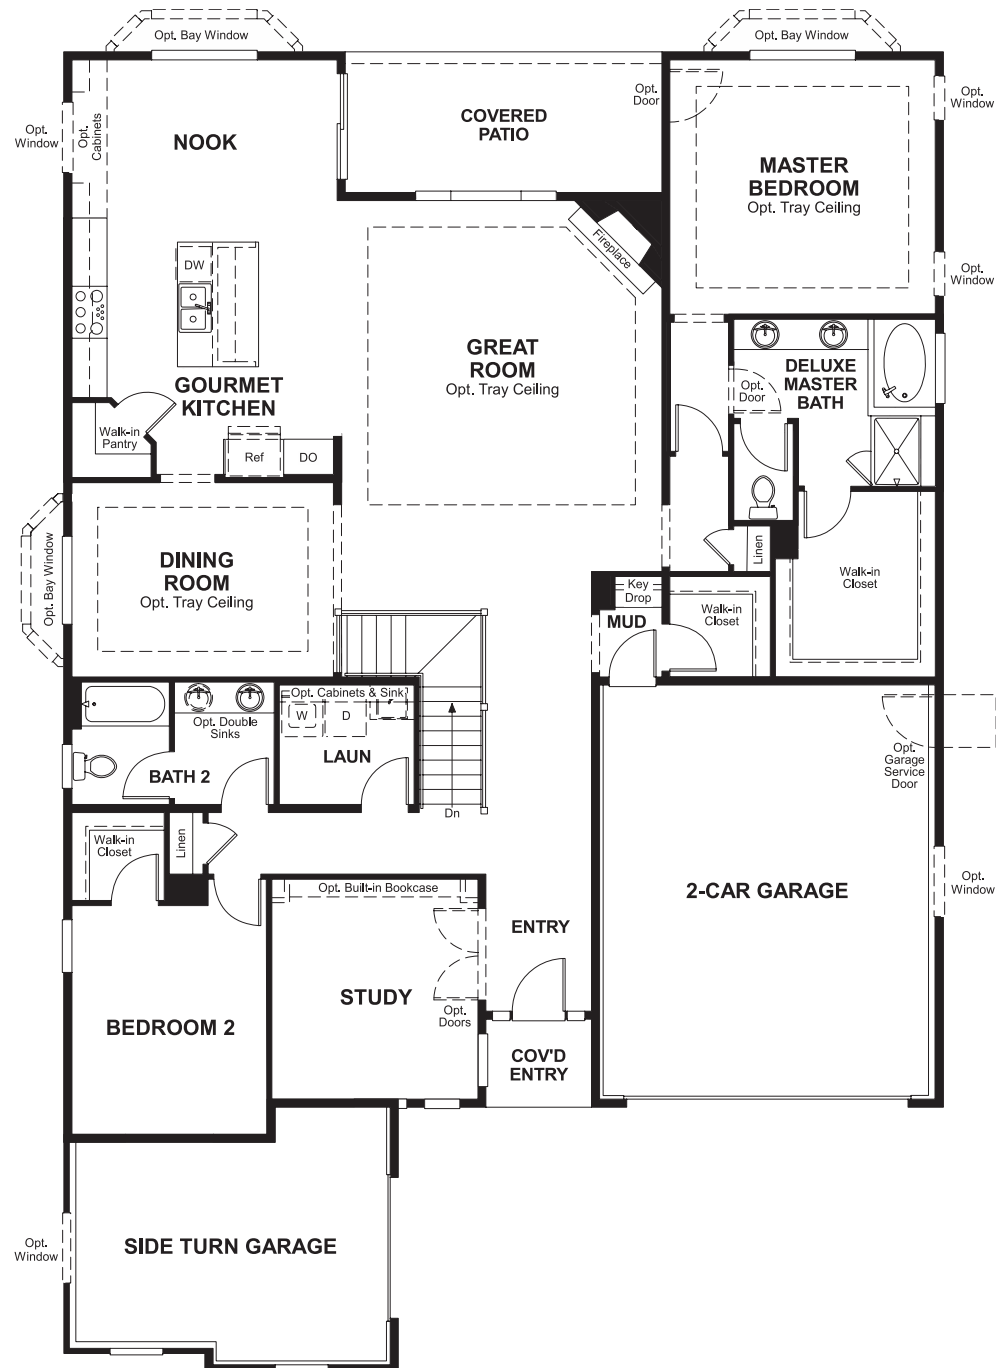 Opt. Bay Window
Opt. Bay Window
Opt.
Window
Opt.
Cabinets
NOOK
COVERED
PATIO
Opt.
Door
MASTER
BEDROOM
Opt. Tray Ceiling
Opt.
Window
Opt.
Window
DW
Fireplace
GREAT
ROOM
Opt. Tray Ceiling
GOURMET
KITCHEN
Walk-in
Pantry
Ref
DO
DELUXE
MASTER
BATH
Opt.
Door
Linen
Walk-in
Closet
Opt. Bay Window
DINING
ROOM
Opt. Tray Ceiling
Key
Drop
MUD
Walk-in
Closet
Opt. Cabinets & Sink
W
D
LAUN
Opt. Double
Sinks
BATH 2
Dn
Opt.
Garage
Service
Door
Walk-in
Closet
Linen
Opt. Built-in Bookcase
2-CAR GARAGE
Opt.
Window
ENTRY
STUDY
Opt.
Doors
BEDROOM 2
COV'D
ENTRY
Opt.
Window
SIDE TURN GARAGE